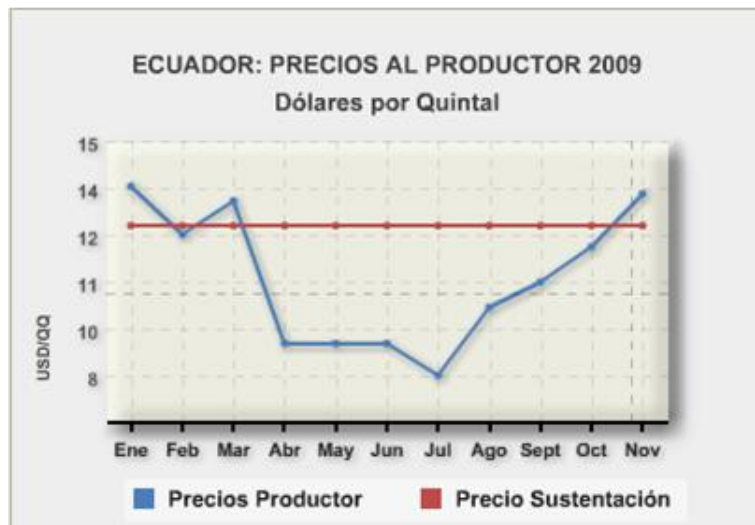 ECUADOR: PRECIOS AL PRODUCTOR 2009
Dólares por Quintal
15
14
12
11
10
8
USD/QQ
Ene Feb Mar Abr May Jun Jul Ago Sept Oct Nov
Precios Productor Precio Sustentación